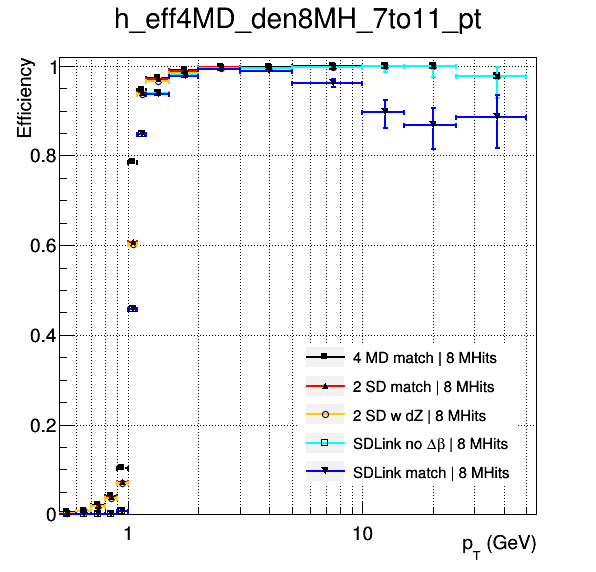 h_eff4MD_den8MH_7to11_pt
Efficiency
1
0.8
0.6
0.4
0.2
0
4 MD match | 8 MHits
2 SD match | 8 MHits
2 SD w dZ | 8 MHits
SDLink no Δβ | 8 MHits
SDLink match | 8 MHits
1
10
p_T (GeV)